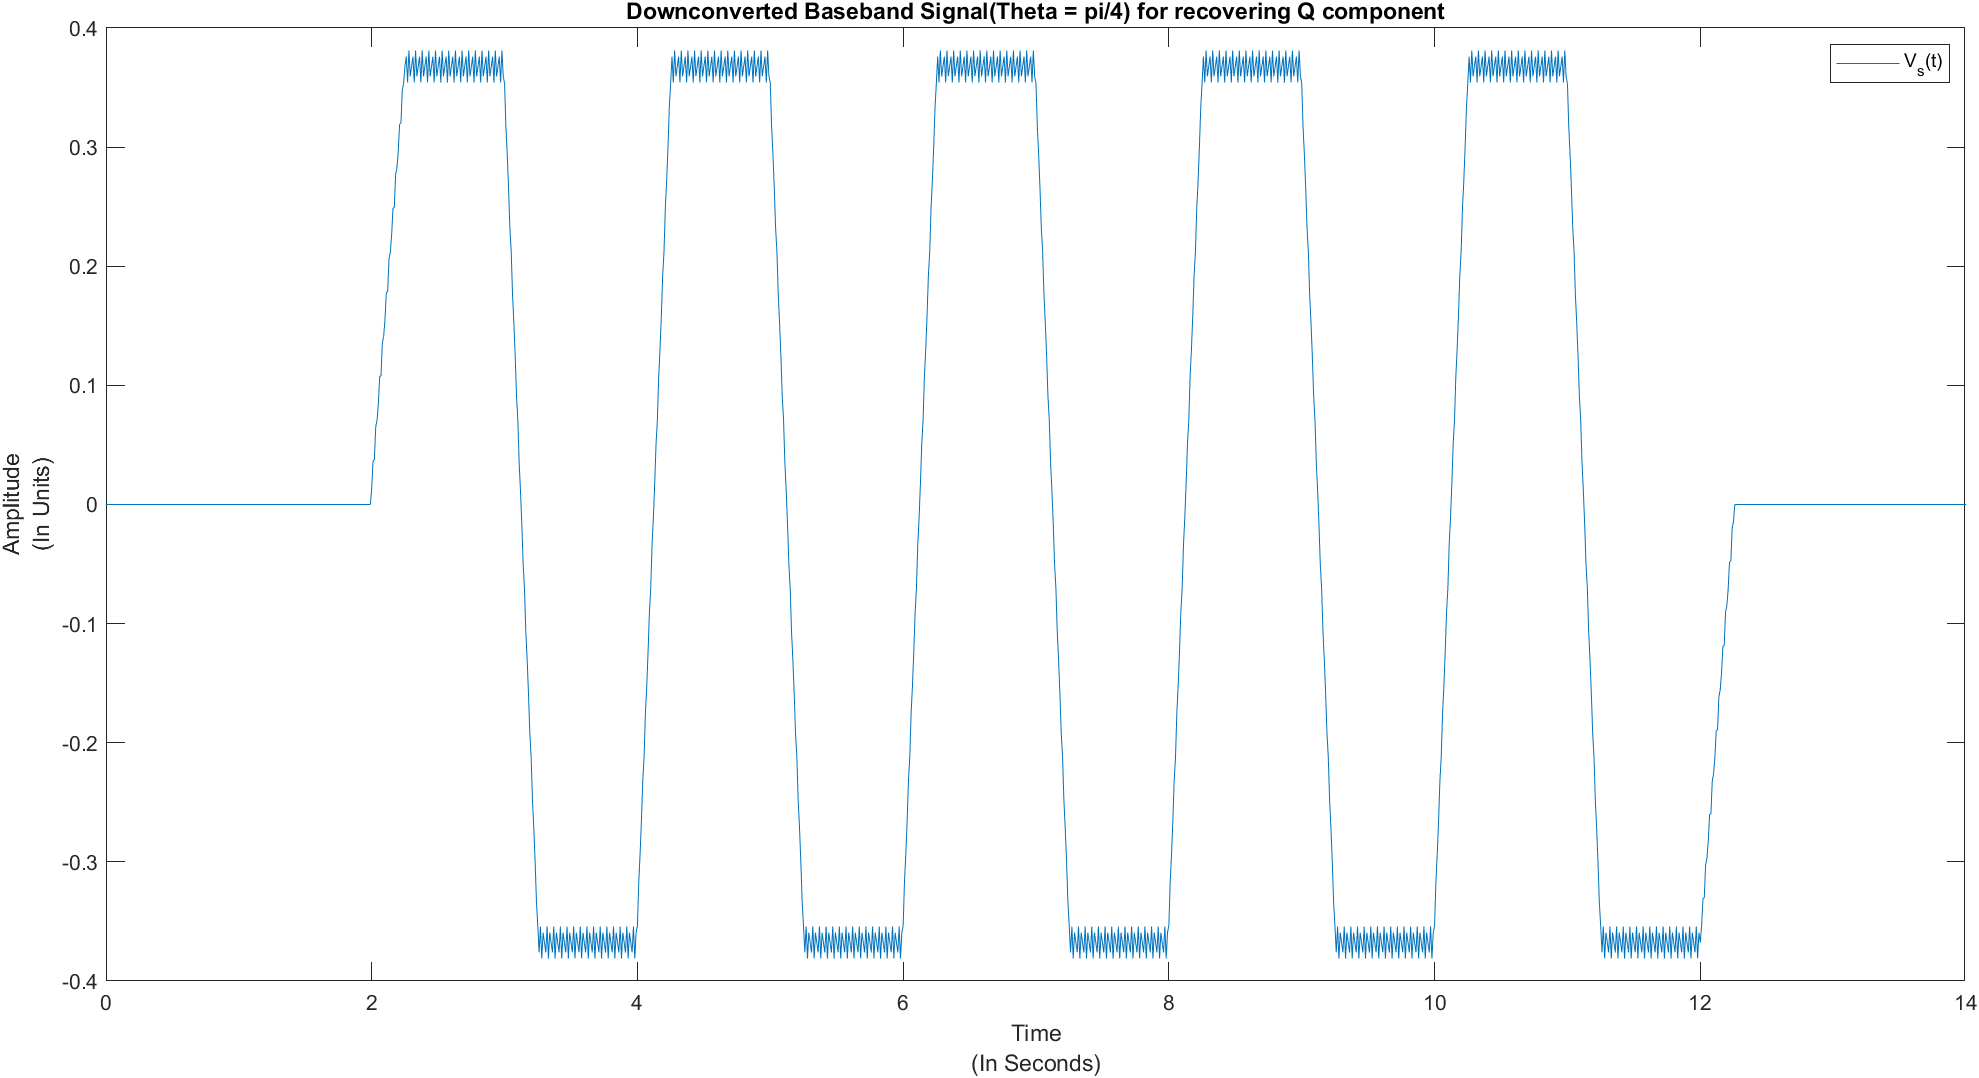 Downconverted Baseband Signal(Theta = pi/4) for recovering Q component
V_s(t)
0.4
0.3
0.2
0.1
0
-0.1
-0.2
-0.3
-0.4
Amplitude
(In Units)
0 2 4 6 8 10 12 14
Time
(In Seconds)